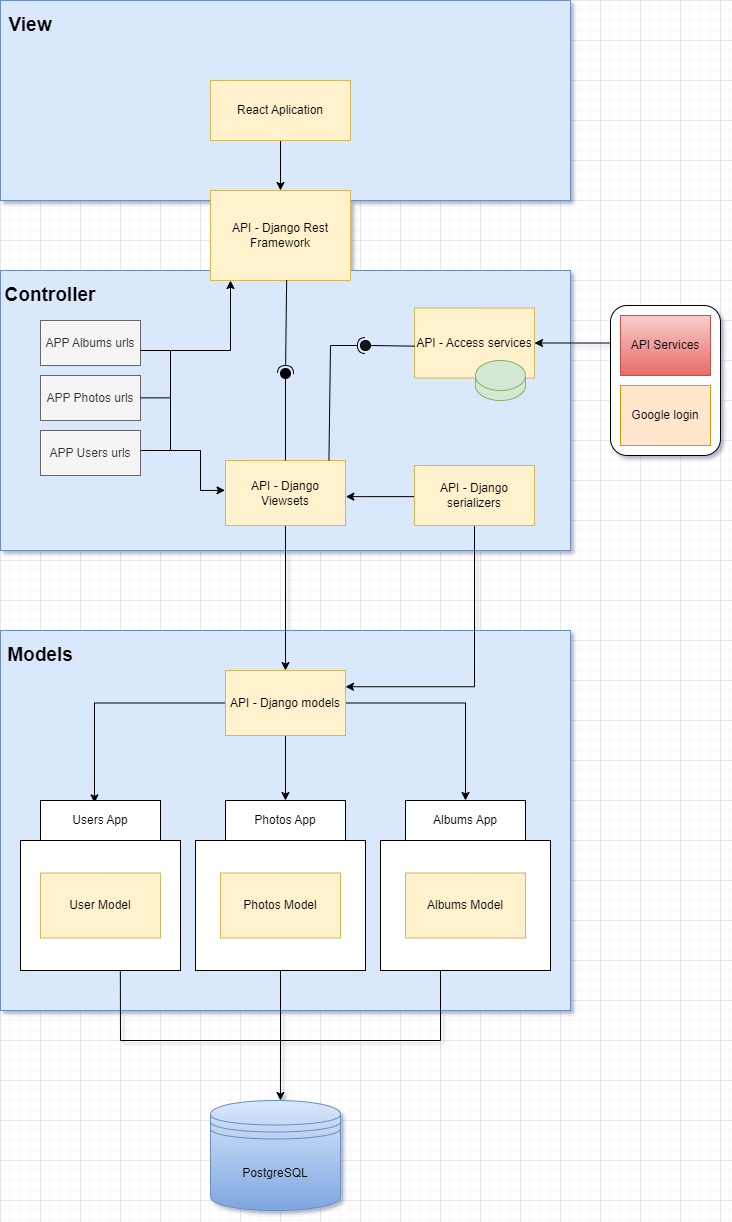 View
React Aplication
API - Django Rest
Framework
Controller
APP Albums urls
APP Photos urls
APP Users urls
API - Access services
API Services
Google login
API - Django
Viewsets
API - Django
serializers
Models
API - Django models
Users App
Photos App
Albums App
User Model
Photos Model
Albums Model
PostgreSQL